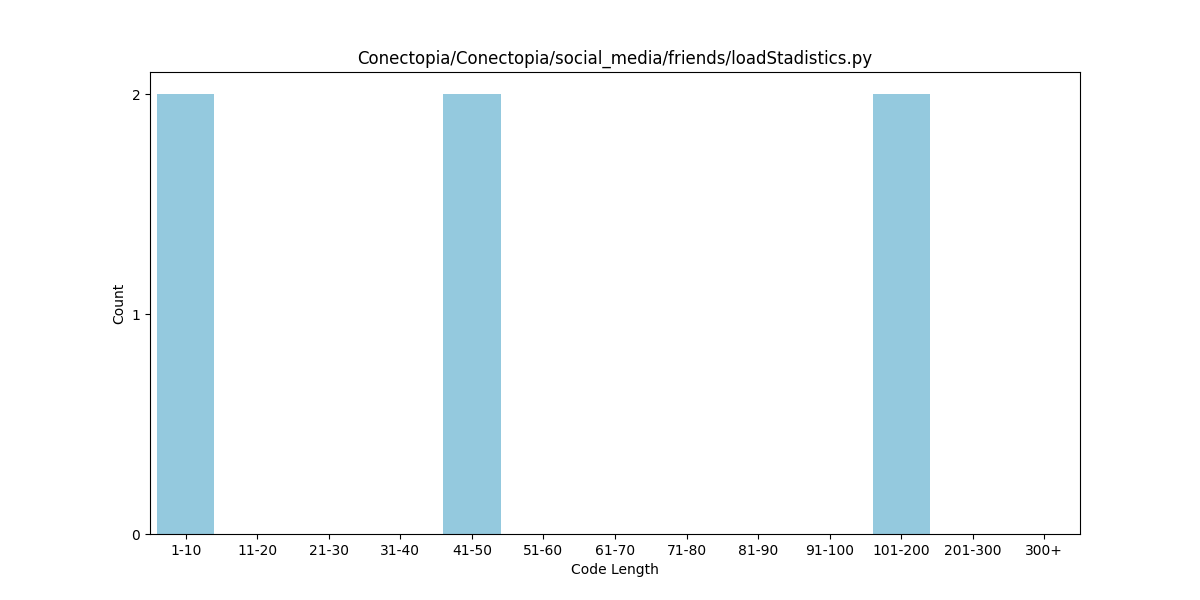 Conectopia/Conectopia/social_media/friends/loadStadistics.py
2
1
0
Count
1-10 11-20 21-30 31-40 41-50 51-60 61-70 71-80 81-90 91-100 101-200 201-300 300+
Code Length